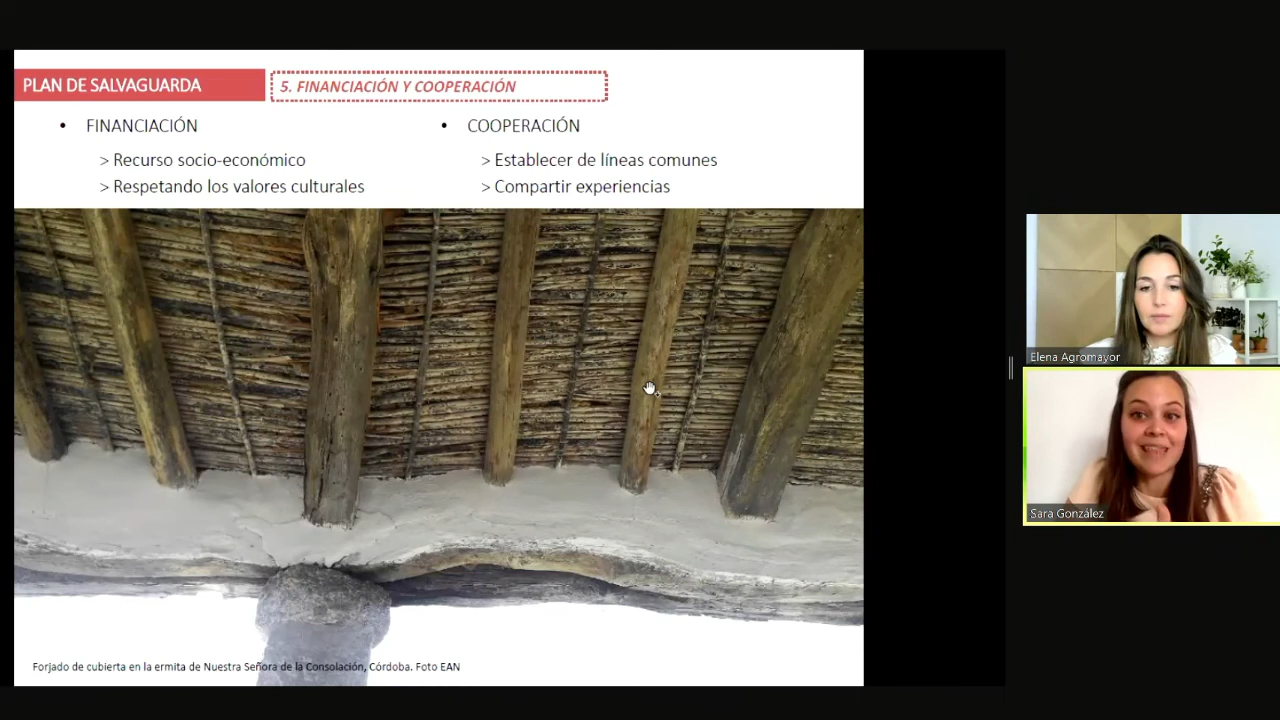 PLAN DE SALVAGUARDA
5. FINANCIACIÓN Y COOPERACIÓN
• FINANCIACIÓN
> Recurso socio-económico
> Respetando los valores culturales
• COOPERACIÓN
> Establecer de líneas comunes
> Compartir experiencias
Forjado de cubierta en la ermita de Nuestra Señora de la Consolación, Córdoba. Foto EAN
Elena Agromayor
Sara González